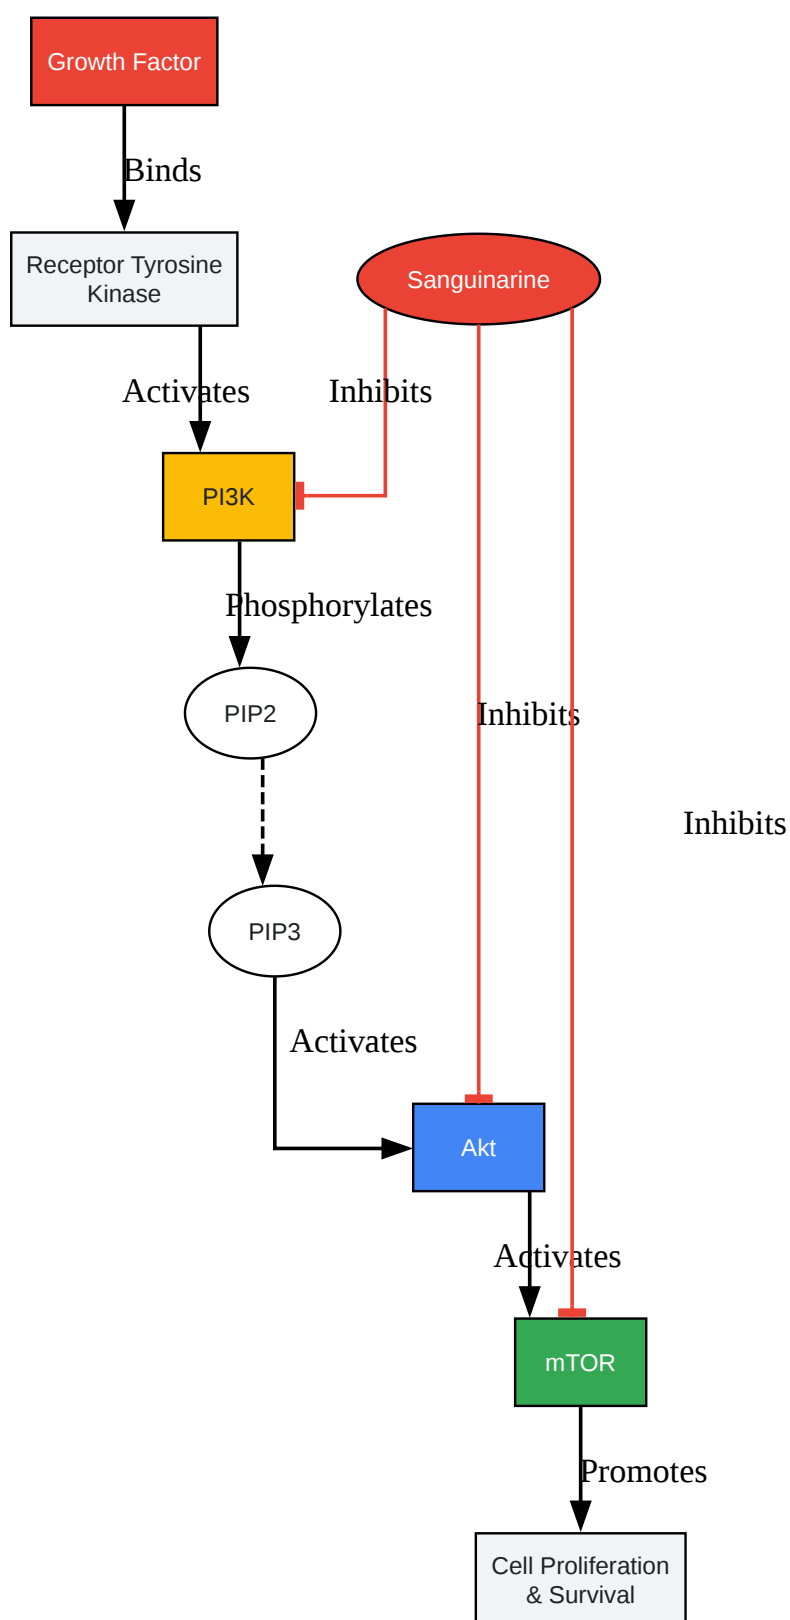 Growth Factor
Binds
Receptor Tyrosine
Kinase
Sanguinarine
Activates
Inhibits
PI3K
Phosphorylates
PIP2
Inhibits
Inhibits
PIP3
Activates
Akt
Activates
mTOR
Promotes
Cell Proliferation
& Survival